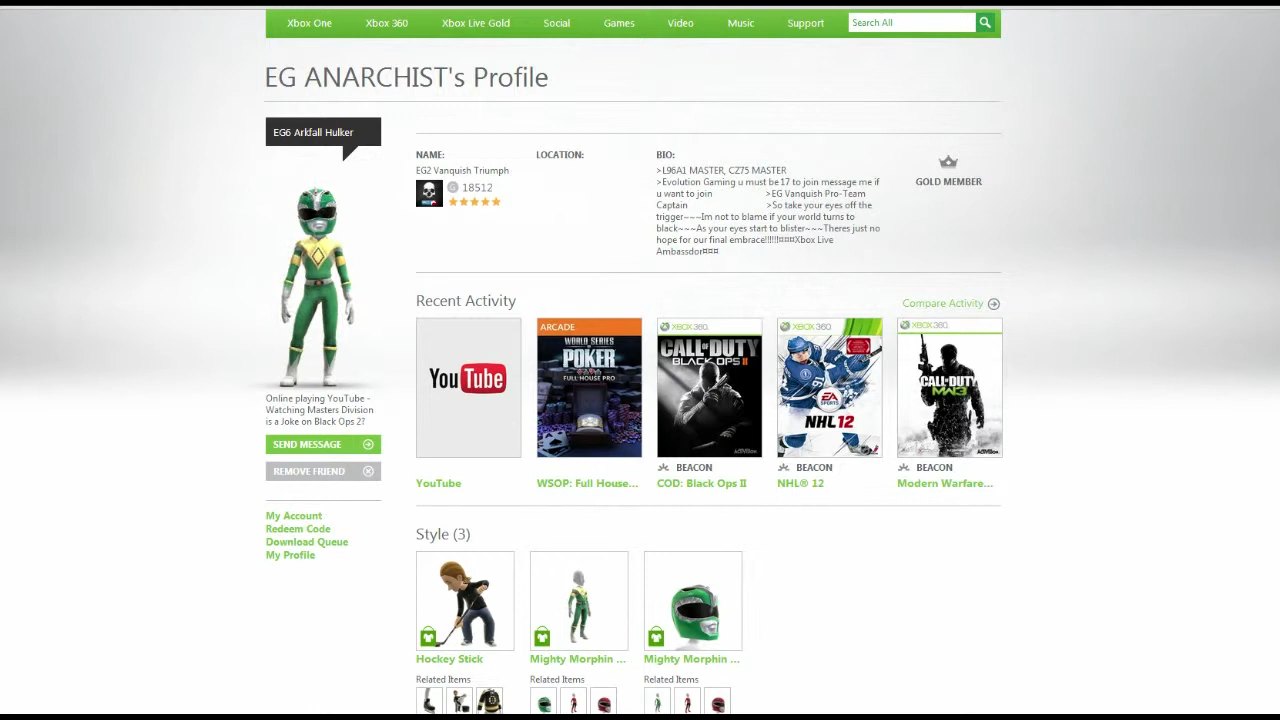 Xbox One Xbox 360 Xbox Live Gold Social Games Video Music Support Search All
EG ANARCHIST's Profile
EG6 Arkfall Hulker
NAME:
EG2 Vanquish Triumph
G 18512
LOCATION:
BIO:
>L96A1 MASTER, CZ75 MASTER
>Evolution Gaming u must be 17 to join message me if
u want to join >EG Vanquish Pro-Team
Captain >So take your eyes off the
trigger~~~Im not to blame if your world turns to
black~~~As your eyes start to blister~~~Theres just no
hope for our final embrace!!!!!!¤¤¤Xbox Live
Ambassdor¤¤¤
GOLD MEMBER
Online playing YouTube -
Watching Masters Division
is a Joke on Black Ops 2?
SEND MESSAGE
REMOVE FRIEND
My Account
Redeem Code
Download Queue
My Profile
Recent Activity
Compare Activity
YouTube
YouTube
ARCADE
WORLD SERIES
OF
POKER
FULL HOUSE PRO
WSOP: Full House...
XBOX 360
CALL OF DUTY
BLACK OPS II
ACTIVISION
BEACON
COD: Black Ops II
XBOX 360
EA
SPORTS
NHL 12
BEACON
NHL® 12
XBOX 360
CALL OF DUTY
MW3
ACTIVISION
BEACON
Modern Warfare...
Style (3)
Hockey Stick
Related Items
Mighty Morphin ...
Related Items
Mighty Morphin ...
Related Items